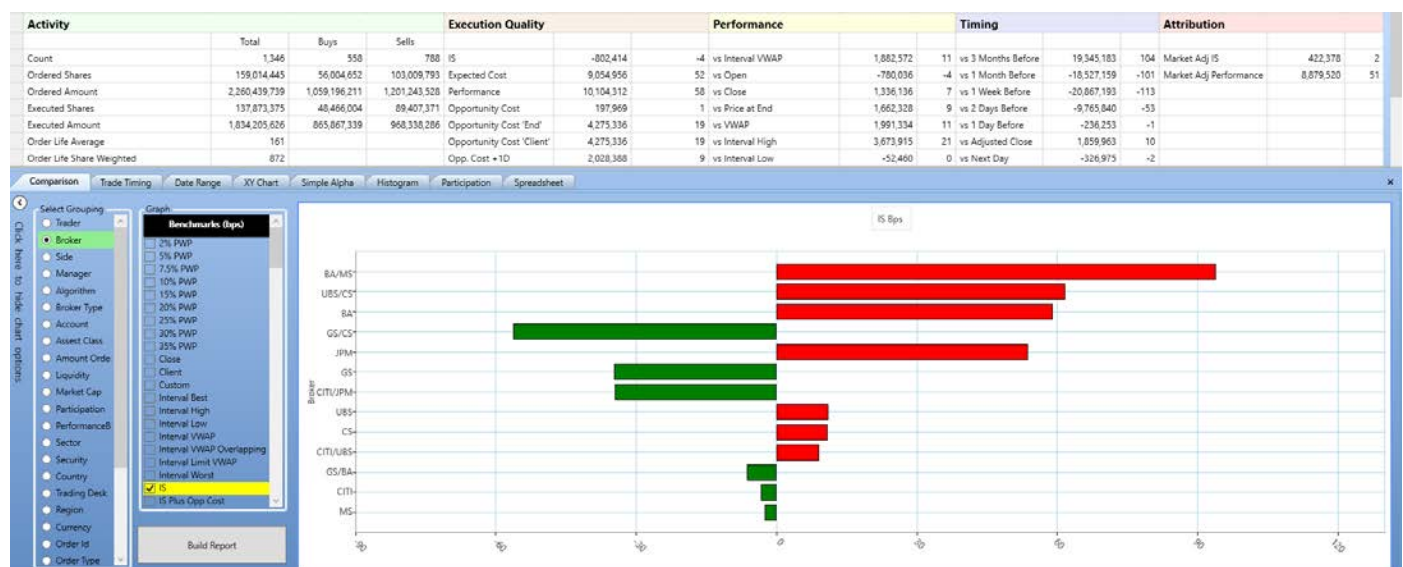 Activity Execution Quality Performance Timing Attribution
Total Buys Sells
Count 1,346 558 788 IS -802,414 -4 vs Interval VWAP 1,882,572 11 vs 3 Months Before 19,345,183 104 Market Adj IS 422,378 2
Ordered Shares 159,014,445 56,004,652 103,009,793 Expected Cost 9,054,956 52 vs Open -780,036 -4 vs 1 Month Before -18,527,159 -101 Market Adj Performance 8,879,520 51
Ordered Amount 2,260,439,739 1,059,196,211 1,201,243,528 Performance 10,104,312 58 vs Close 1,336,136 7 vs 1 Week Before -20,867,193 -113
Executed Shares 137,873,375 48,466,004 89,407,371 Opportunity Cost 197,969 1 vs Price at End 1,662,328 9 vs 2 Days Before -9,765,840 -53
Executed Amount 1,834,205,626 865,867,339 968,338,286 Opportunity Cost 'End' 4,275,336 19 vs VWAP 1,991,334 11 vs 1 Day Before -236,253 -1
Order Life Average 161 Opportunity Cost 'Client' 4,275,336 19 vs Interval High 3,673,915 21 vs Adjusted Close 1,859,963 10
Order Life Share Weighted 872 Opp. Cost +1D 2,028,388 9 vs Interval Low -52,460 0 vs Next Day -326,975 -2
Comparison Trade Timing Date Range XY Chart Simple Alpha Histogram Participation Spreadsheet x
Click here to hide chart options
Select Grouping
Trader
Broker
Side
Manager
Algorithm
Broker Type
Account
Assect Class
Amount Orde
Liquidity
Market Cap
Participation
PerformanceB
Sector
Security
Country
Trading Desk
Region
Currency
Order Id
Order Type
Graph
Benchmarks (bps)
2% PWP
5% PWP
7.5% PWP
10% PWP
15% PWP
20% PWP
25% PWP
30% PWP
35% PWP
Close
Client
Custom
Interval Best
Interval High
Interval Low
Interval VWAP
Interval VWAP Overlapping
Interval Limit VWAP
Interval Worst
IS
IS Plus Opp Cost
Build Report
IS Bps
Broker
BA/MS
UBS/CS
BA
GS/CS
JPM
GS
CITI/JPM
UBS
CS
CITI/UBS
GS/BA
CITI
MS
-90 -60 -30 0 30 60 90 120